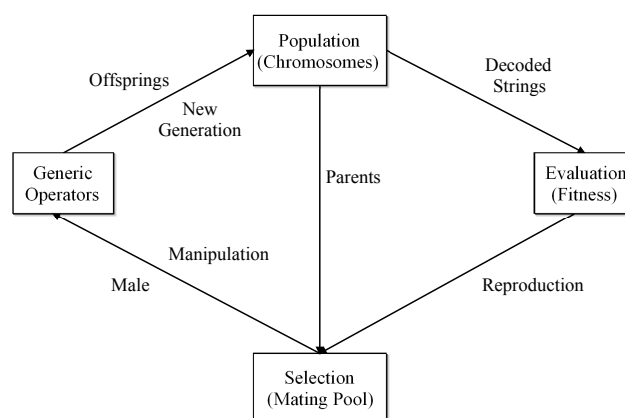 Population
(Chromosomes)
Offsprings
Decoded
Strings
New
Generation
Generic
Operators
Parents
Evaluation
(Fitness)
Manipulation
Male
Reproduction
Selection
(Mating Pool)